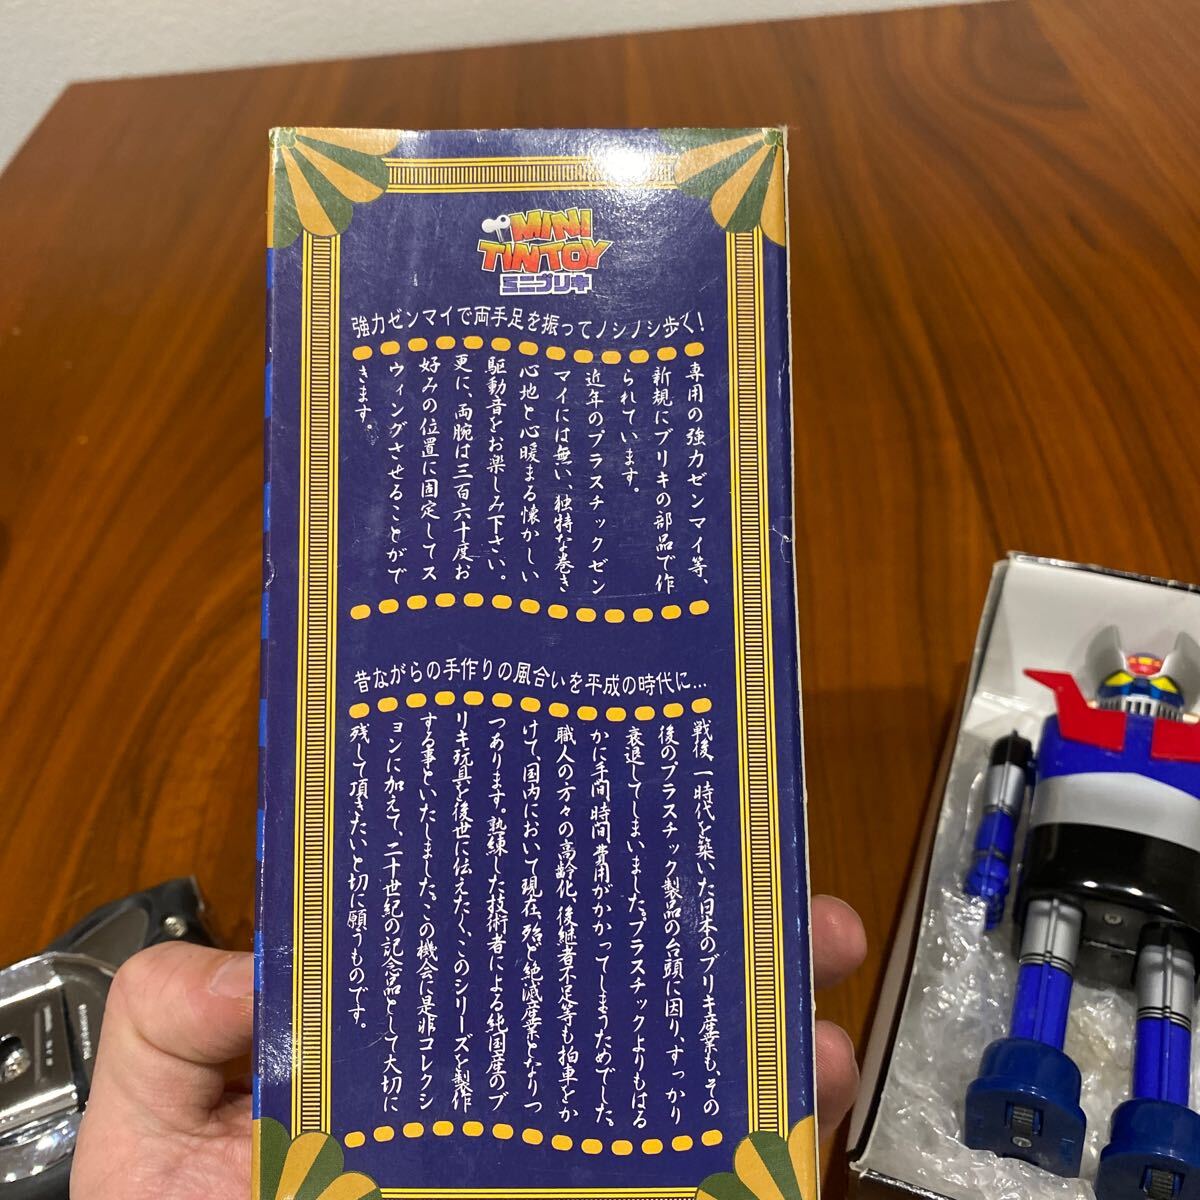 MINI
TINTOY
ミニブリキ
強力ゼンマイで両手足を振ってノシノシ歩く!
専用の強力ゼンマイ等、
新規にブリキの部品で作
られています。
近年のプラスチックゼン
マイには無い、独特な巻き
心地と心暖まる懐かしい
駆動音をお楽しみ下さい。
更に、両腕は三百六十度お
好みの位置に固定してス
ウィングさせることがで
きます。
昔ながらの手作りの風合いを平成の時代に...
戦後一時代を築いた日本のブリキ産業も、その
後のプラスチック製品の台頭に因り、すっかり
衰退してしまいました。プラスチックよりもはる
かに手間、時間、費用がかかってしまうためでした。
職人の方々の高齢化、後継者不足等も拍車をか
けて、国内において現在、殆ど絶滅産業となりつ
つあります。熟練した技術者による純国産のブ
リキ玩具を後世に伝えたく、このシリーズを製作
する事といたしました。この機会に是非コレクシ
ョンに加えて、二十世紀の記念品として大切に
残して頂きたいと切に願うものです。